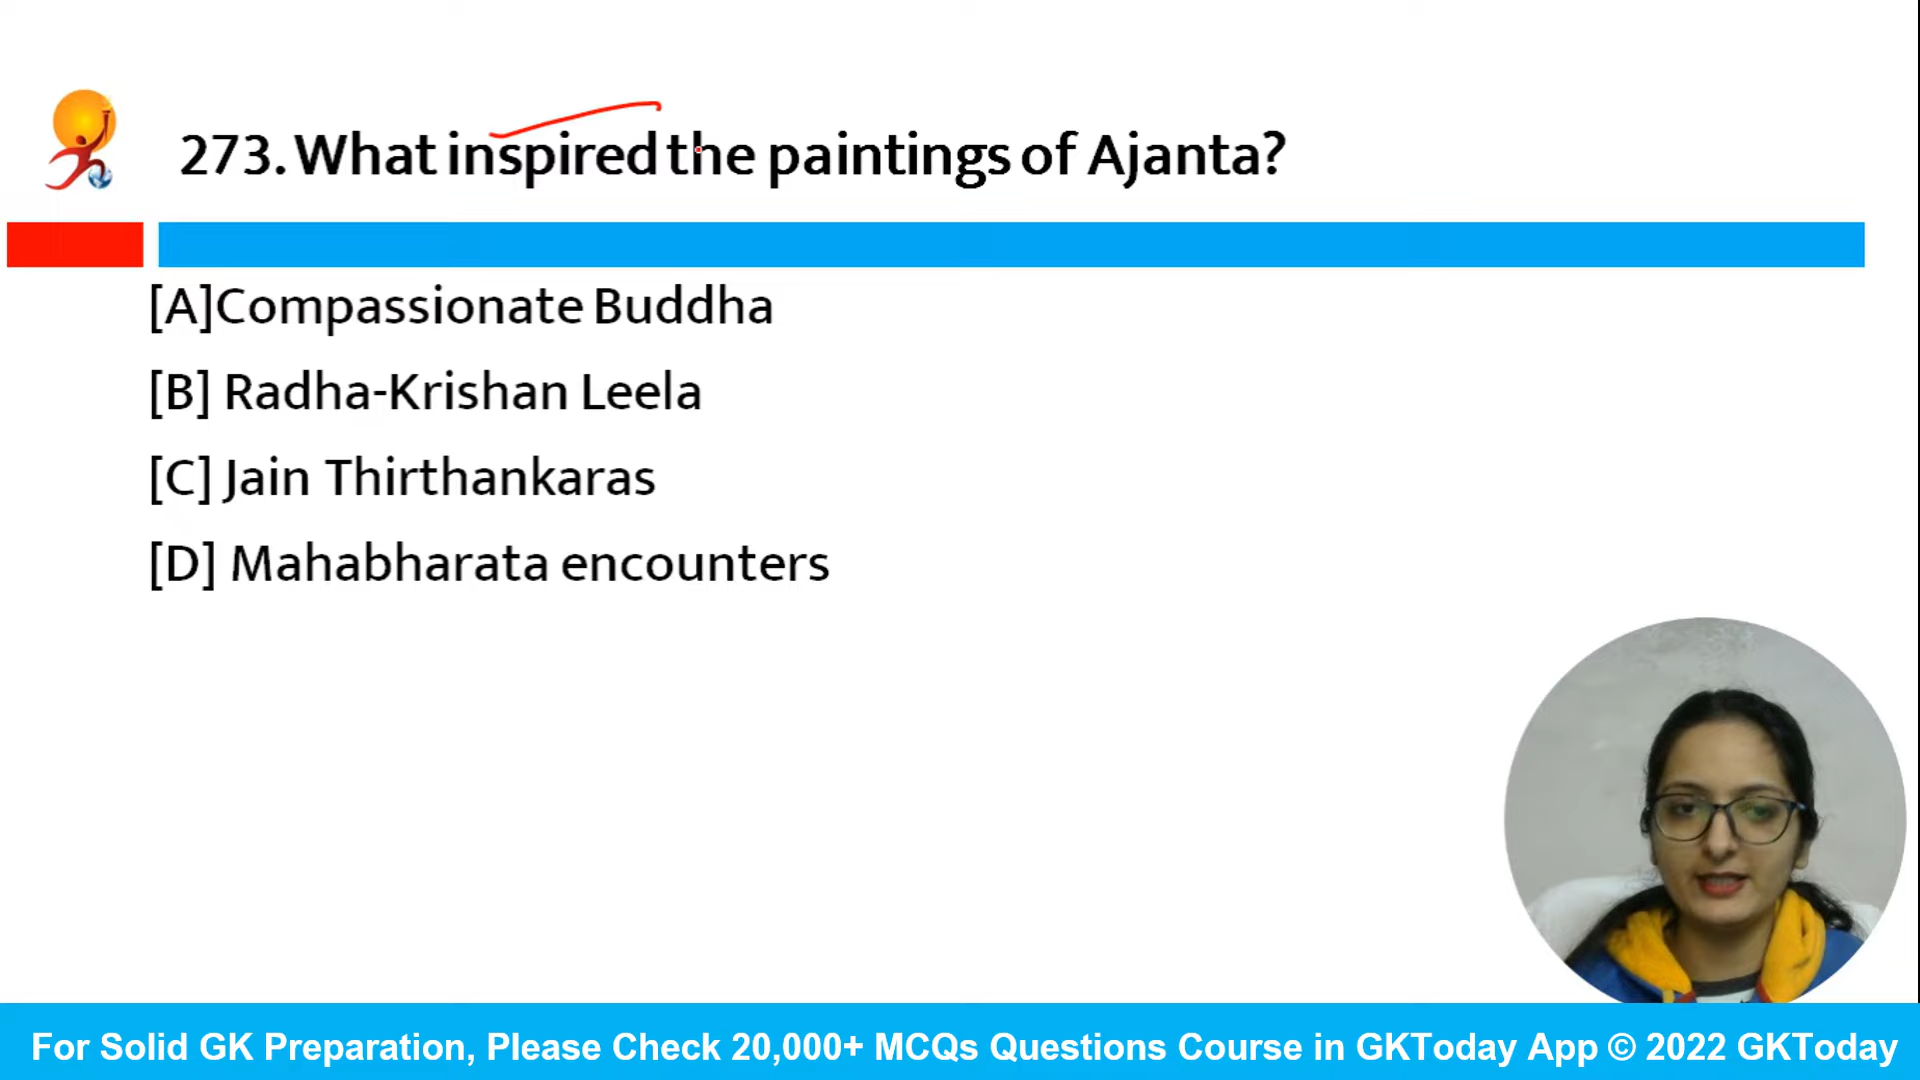 273. What inspired the paintings of Ajanta?
[A]Compassionate Buddha
[B] Radha-Krishan Leela
[C] Jain Thirthankaras
[D] Mahabharata encounters
For Solid GK Preparation, Please Check 20,000+ MCQs Questions Course in GKToday App © 2022 GKToday